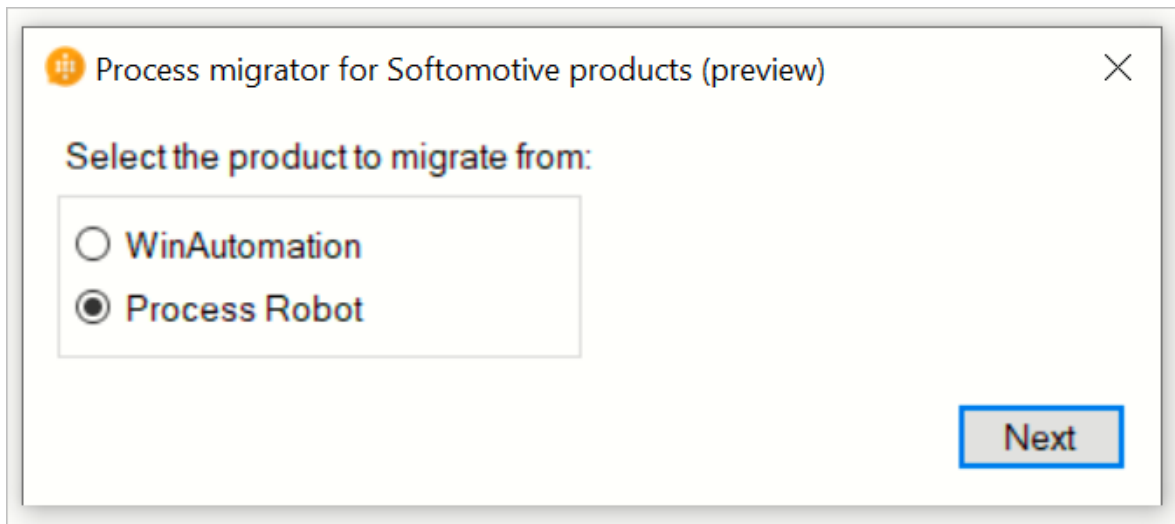 Process migrator for Softomotive products (preview)
Select the product to migrate from:
WinAutomation
Process Robot
Next